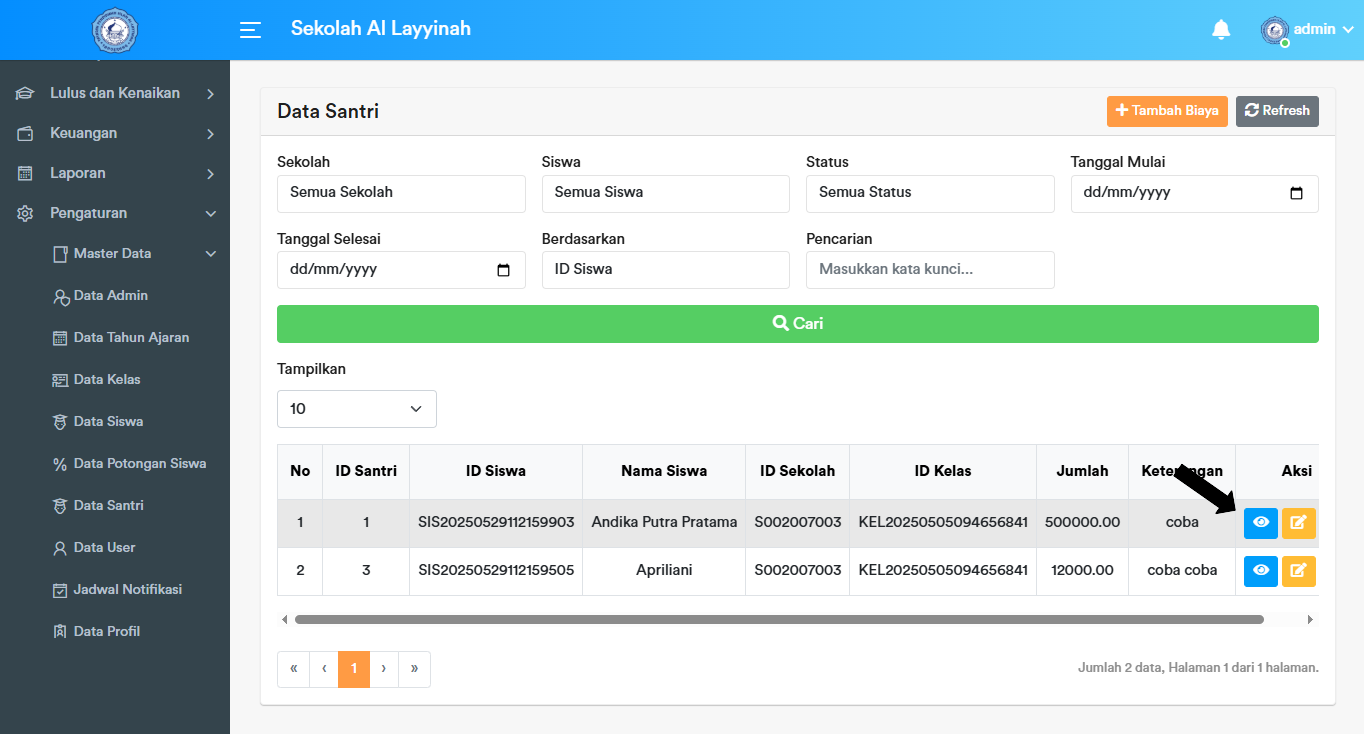 Sekolah Al Layyinah
admin
Lulus dan Kenaikan
Keuangan
Laporan
Pengaturan
Master Data
Data Admin
Data Tahun Ajaran
Data Kelas
Data Siswa
Data Potongan Siswa
Data Santri
Data User
Jadwal Notifikasi
Data Profil
Data Santri
Tambah Biaya
Refresh
Sekolah Siswa Status Tanggal Mulai
Semua Sekolah Semua Siswa Semua Status dd/mm/yyyy
Tanggal Selesai Berdasarkan Pencarian
dd/mm/yyyy ID Siswa Masukkan kata kunci...
Cari
Tampilkan
10
No ID Santri ID Siswa Nama Siswa ID Sekolah ID Kelas Jumlah Aksi
1 1 SIS20250529112159903 Andika Putra Pratama S002007003 KEL20250505094656841 500000.00 coba
2 3 SIS20250529112159505 Apriliani S002007003 KEL20250505094656841 12000.00 coba coba
« ‹ 1 › »
Jumlah 2 data, Halaman 1 dari 1 halaman.